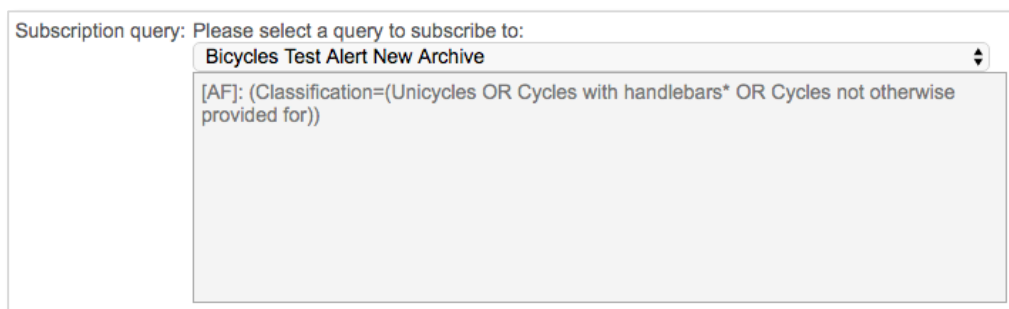 Subscription query: Please select a query to subscribe to:
Bicycles Test Alert New Archive
[AF]: (Classification=(Unicycles OR Cycles with handlebars* OR Cycles not otherwise
provided for))